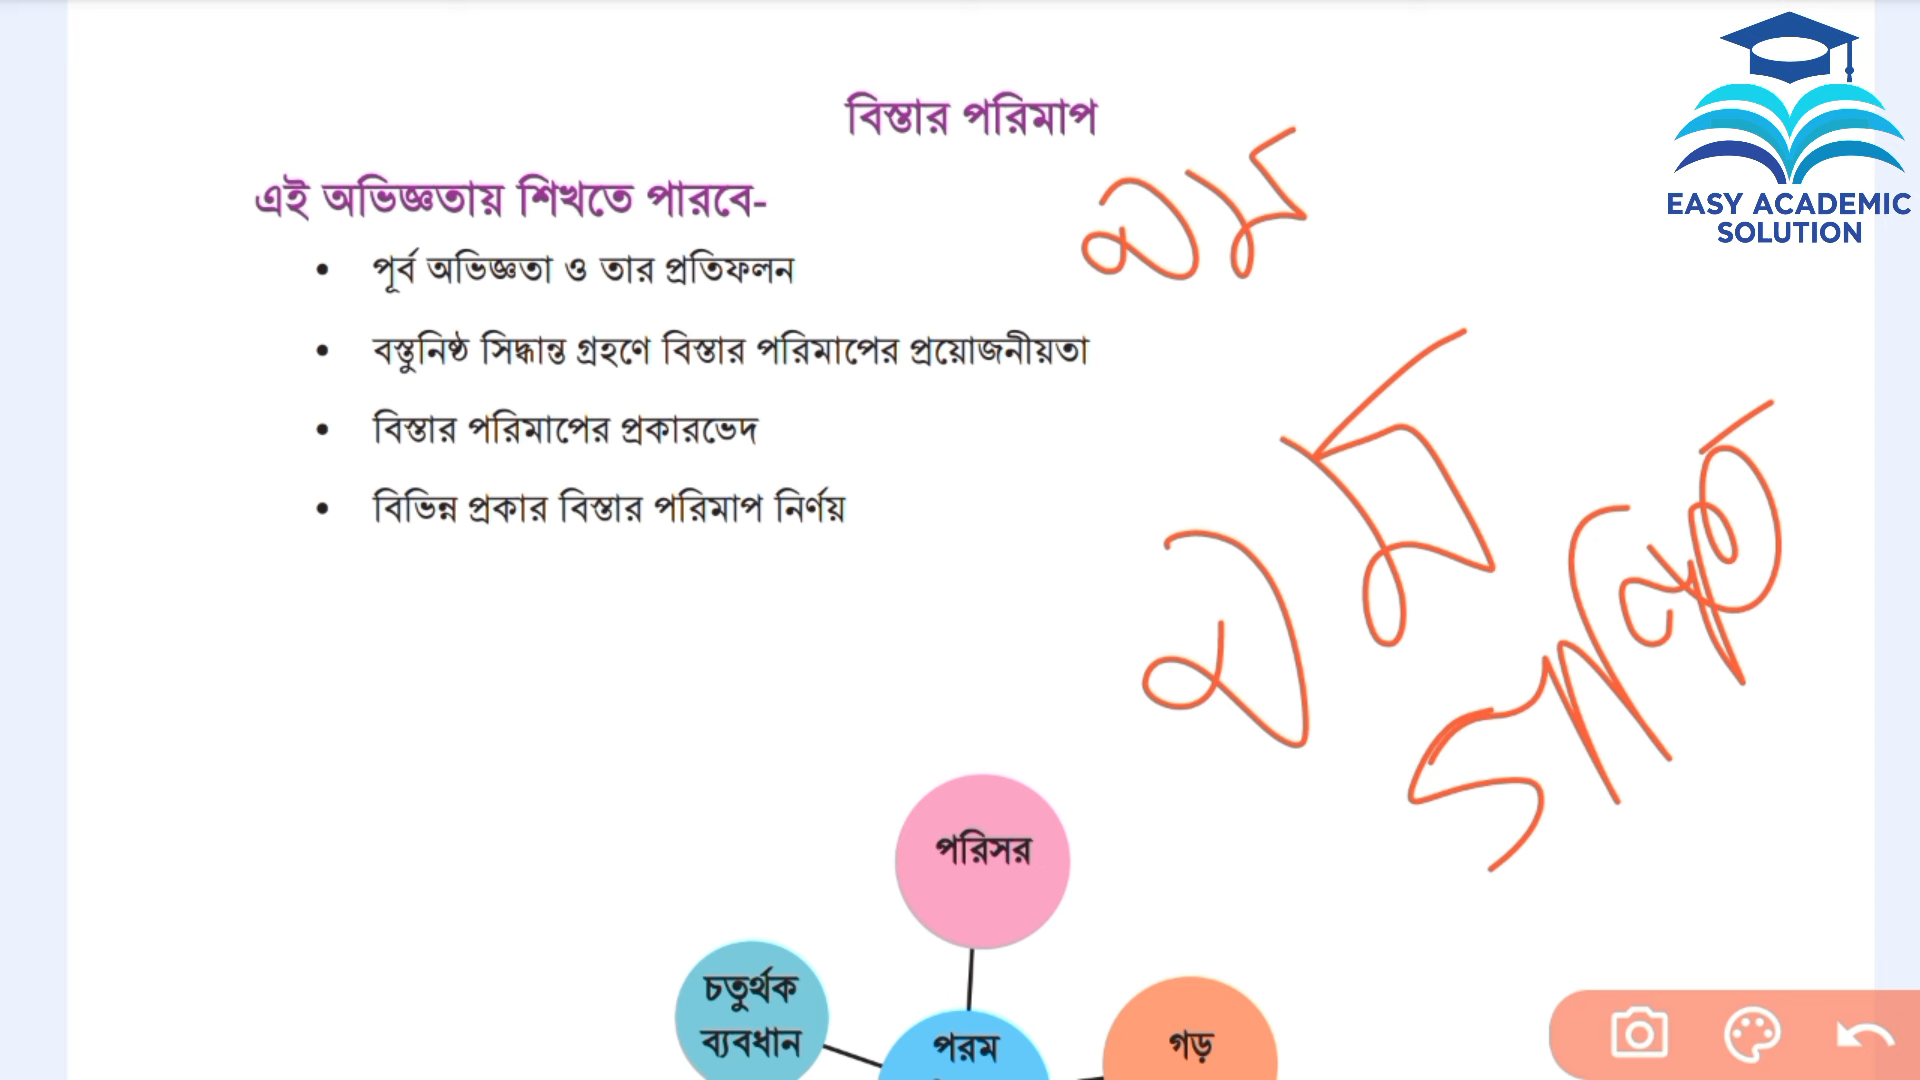 বিস্তার পরিমাপ
এই অভিজ্ঞতায় শিখতে পারবে-
• পূর্ব অভিজ্ঞতা ও তার প্রতিফলন
• বস্তুনিষ্ঠ সিদ্ধান্ত গ্রহণে বিস্তার পরিমাপের প্রয়োজনীয়তা
• বিস্তার পরিমাপের প্রকারভেদ
• বিভিন্ন প্রকার বিস্তার পরিমাপ নির্ণয়
EASY ACADEMIC
SOLUTION
পরিসর
চতুর্থক
ব্যবধান
পরম
গড়